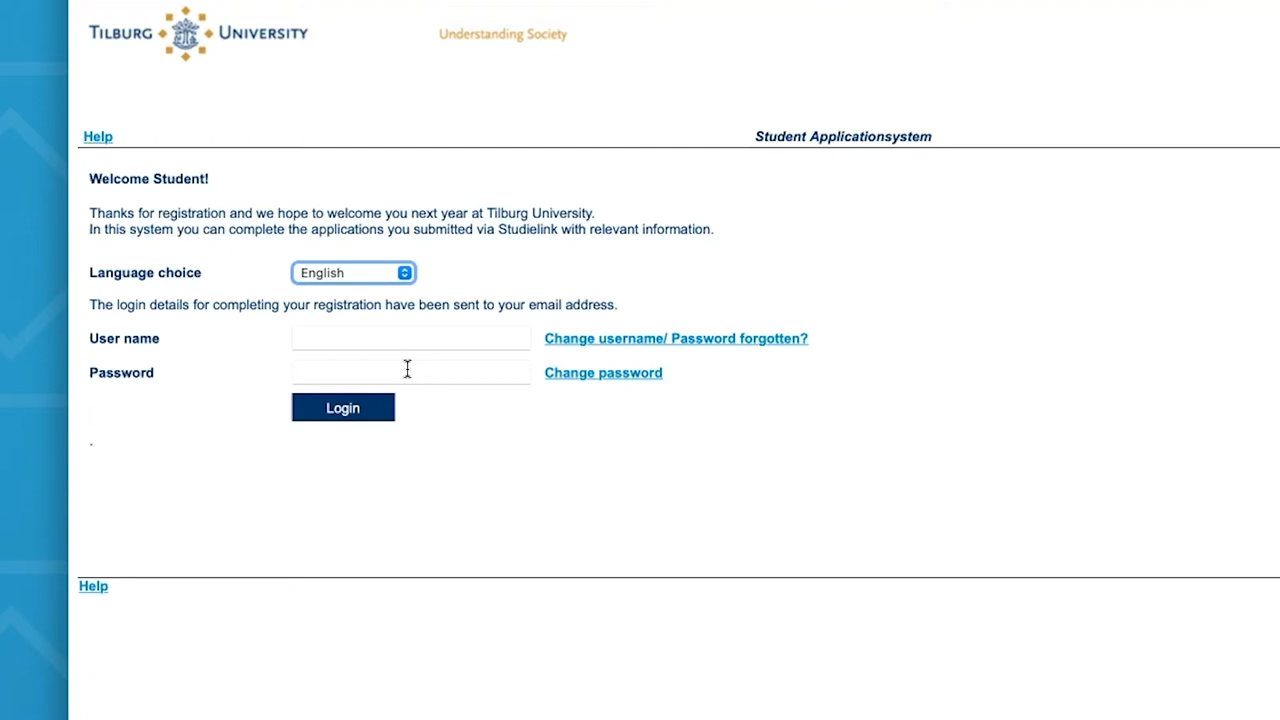 TILBURG UNIVERSITY
Understanding Society
Help
Student Applicationsystem
Welcome Student!
Thanks for registration and we hope to welcome you next year at Tilburg University.
In this system you can complete the applications you submitted via Studielink with relevant information.
Language choice English
The login details for completing your registration have been sent to your email address.
User name Change username/ Password forgotten?
Password Change password
Login
.
Help